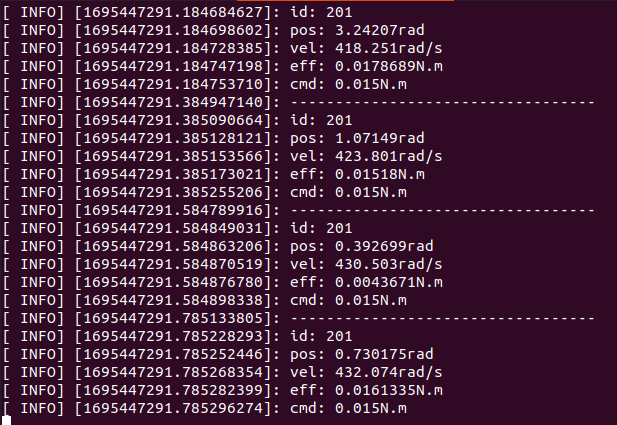 [ INFO] [1695447291.184684627]: id: 201
[ INFO] [1695447291.184698602]: pos: 3.24207rad
[ INFO] [1695447291.184728385]: vel: 418.251rad/s
[ INFO] [1695447291.184747198]: eff: 0.0178689N.m
[ INFO] [1695447291.184753710]: cmd: 0.015N.m
[ INFO] [1695447291.384947140]: ----------------------------------
[ INFO] [1695447291.385090664]: id: 201
[ INFO] [1695447291.385128121]: pos: 1.07149rad
[ INFO] [1695447291.385153566]: vel: 423.801rad/s
[ INFO] [1695447291.385173021]: eff: 0.01518N.m
[ INFO] [1695447291.385255206]: cmd: 0.015N.m
[ INFO] [1695447291.584789916]: ----------------------------------
[ INFO] [1695447291.584849031]: id: 201
[ INFO] [1695447291.584863206]: pos: 0.392699rad
[ INFO] [1695447291.584870519]: vel: 430.503rad/s
[ INFO] [1695447291.584876780]: eff: 0.0043671N.m
[ INFO] [1695447291.584898338]: cmd: 0.015N.m
[ INFO] [1695447291.785133805]: ----------------------------------
[ INFO] [1695447291.785228293]: id: 201
[ INFO] [1695447291.785252446]: pos: 0.730175rad
[ INFO] [1695447291.785268354]: vel: 432.074rad/s
[ INFO] [1695447291.785282399]: eff: 0.0161335N.m
[ INFO] [1695447291.785296274]: cmd: 0.015N.m